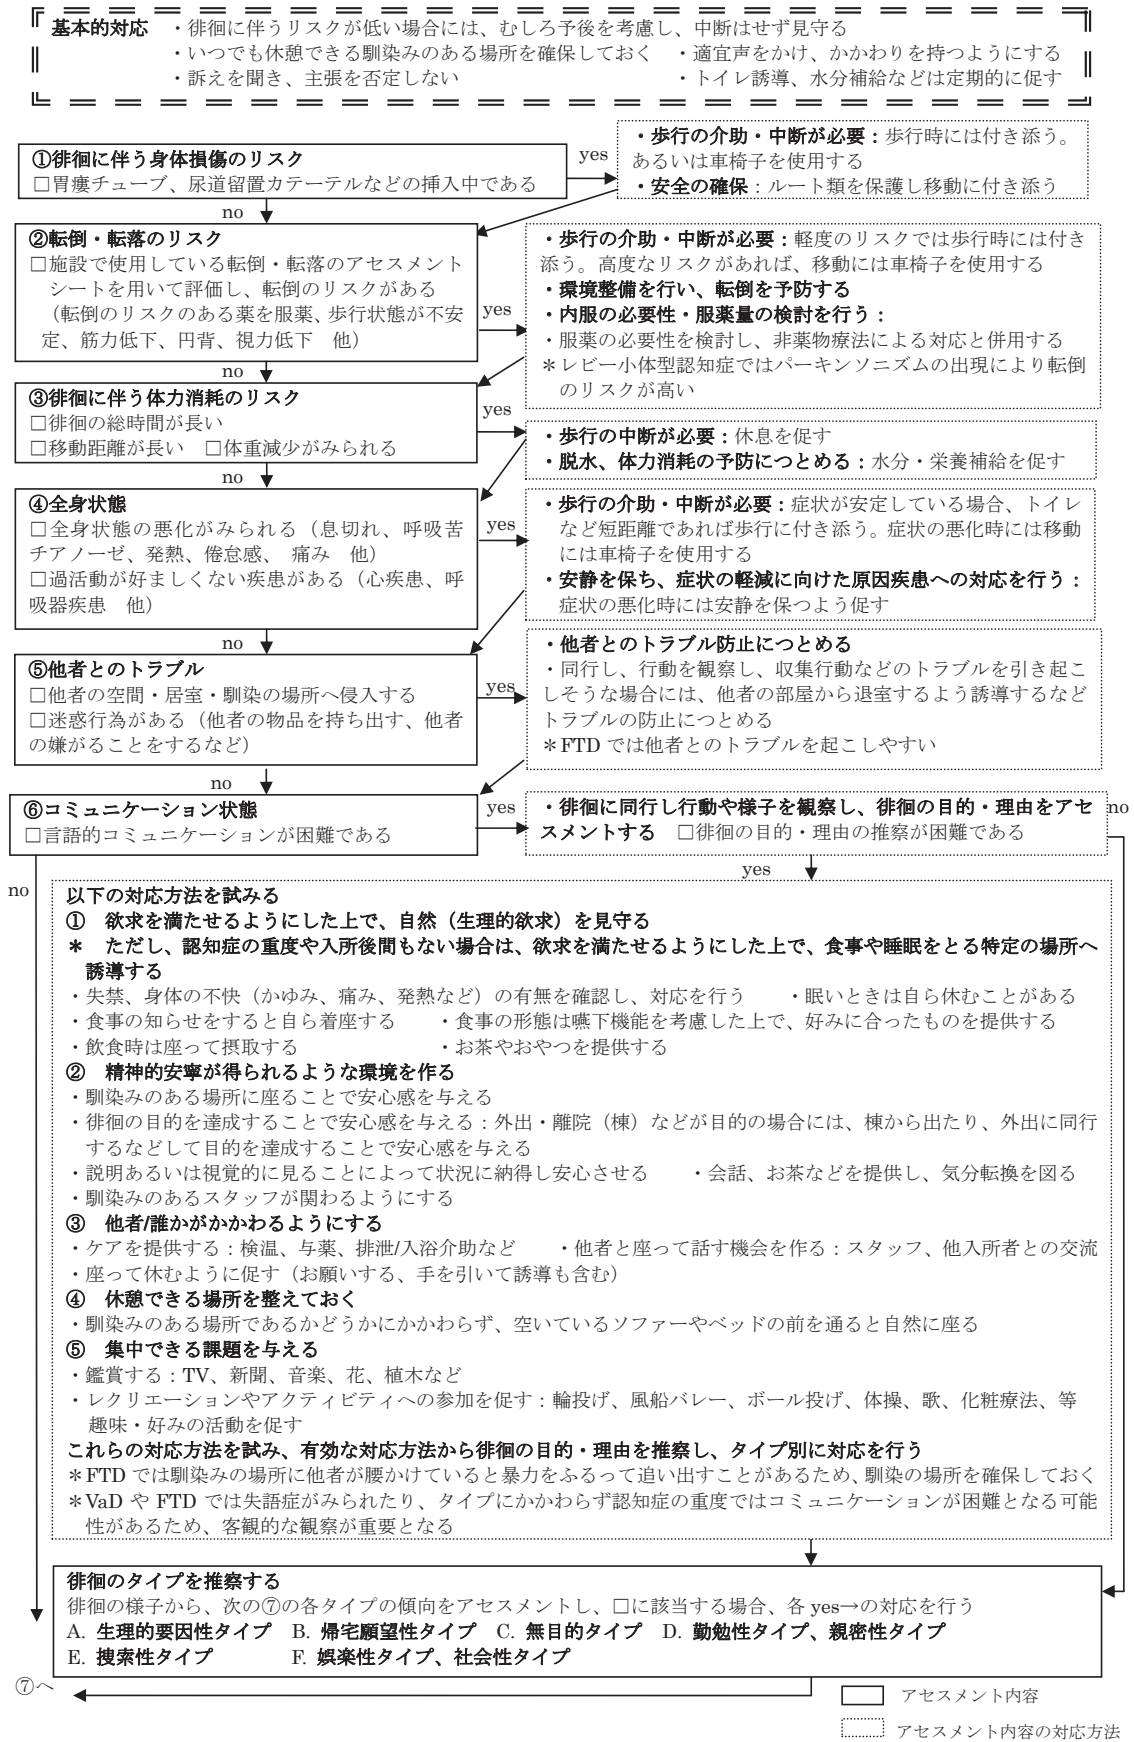 基本的対応　・徘徊に伴うリスクが低い場合には、むしろ予後を考慮し、中断はせず見守る
・いつでも休憩できる馴染みのある場所を確保しておく　・適宜声をかけ、かかわりを持つようにする
・訴えを聞き、主張を否定しない　・トイレ誘導、水分補給などは定期的に促す
①徘徊に伴う身体損傷のリスク
□胃瘻チューブ、尿道留置カテーテルなどの挿入中である
yes
・歩行の介助・中断が必要：歩行時には付き添う。
あるいは車椅子を使用する
・安全の確保：ルート類を保護し移動に付き添う
no
②転倒・転落のリスク
□施設で使用している転倒・転落のアセスメント
シートを用いて評価し、転倒のリスクがある
（転倒のリスクのある薬を服薬、歩行状態が不安
定、筋力低下、円背、視力低下　他）
yes
・歩行の介助・中断が必要：軽度のリスクでは歩行時には付き
添う。高度なリスクがあれば、移動には車椅子を使用する
・環境整備を行い、転倒を予防する
・内服の必要性・服薬量の検討を行う：
・服薬の必要性を検討し、非薬物療法による対応と併用する
＊レビー小体型認知症ではパーキンソニズムの出現により転倒
のリスクが高い
no
③徘徊に伴う体力消耗のリスク
□徘徊の総時間が長い
□移動距離が長い　□体重減少がみられる
yes
・歩行の中断が必要：休息を促す
・脱水、体力消耗の予防につとめる：水分・栄養補給を促す
no
④全身状態
□全身状態の悪化がみられる（息切れ、呼吸苦
チアノーゼ、発熱、倦怠感、　痛み　他）
□過活動が好ましくない疾患がある（心疾患、呼
吸器疾患　他）
yes
・歩行の介助・中断が必要：症状が安定している場合、トイレ
など短距離であれば歩行に付き添う。症状の悪化時には移動
には車椅子を使用する
・安静を保ち、症状の軽減に向けた原因疾患への対応を行う：
症状の悪化時には安静を保つよう促す
no
⑤他者とのトラブル
□他者の空間・居室・馴染の場所へ侵入する
□迷惑行為がある（他者の物品を持ち出す、他者
の嫌がることをするなど）
yes
・他者とのトラブル防止につとめる
・同行し、行動を観察し、収集行動などのトラブルを引き起こ
しそうな場合には、他者の部屋から退室するよう誘導するなど
トラブルの防止につとめる
＊FTD では他者とのトラブルを起こしやすい
no
⑥コミュニケーション状態
□言語的コミュニケーションが困難である
yes
・徘徊に同行し行動や様子を観察し、徘徊の目的・理由をアセ
スメントする　□徘徊の目的・理由の推察が困難である
no
yes
no
以下の対応方法を試みる
①　欲求を満たせるようにした上で、自然（生理的欲求）を見守る
＊　ただし、認知症の重度や入所後間もない場合は、欲求を満たせるようにした上で、食事や睡眠をとる特定の場所へ
誘導する
・失禁、身体の不快（かゆみ、痛み、発熱など）の有無を確認し、対応を行う　・眠いときは自ら休むことがある
・食事の知らせをすると自ら着座する　・食事の形態は嚥下機能を考慮した上で、好みに合ったものを提供する
・飲食時は座って摂取する　・お茶やおやつを提供する
②　精神的安寧が得られるような環境を作る
・馴染みのある場所に座ることで安心感を与える
・徘徊の目的を達成することで安心感を与える：外出・離院（棟）などが目的の場合には、棟から出たり、外出に同行
するなどして目的を達成することで安心感を与える
・説明あるいは視覚的に見ることによって状況に納得し安心させる　・会話、お茶などを提供し、気分転換を図る
・馴染みのあるスタッフが関わるようにする
③　他者/誰かがかかわるようにする
・ケアを提供する：検温、与薬、排泄/入浴介助など　・他者と座って話す機会を作る：スタッフ、他入所者との交流
・座って休むように促す（お願いする、手を引いて誘導も含む）
④　休憩できる場所を整えておく
・馴染みのある場所であるかどうかにかかわらず、空いているソファーやベッドの前を通ると自然に座る
⑤　集中できる課題を与える
・鑑賞する：TV、新聞、音楽、花、植木など
・レクリエーションやアクティビティへの参加を促す：輪投げ、風船バレー、ボール投げ、体操、歌、化粧療法、等
趣味・好みの活動を促す
これらの対応方法を試み、有効な対応方法から徘徊の目的・理由を推察し、タイプ別に対応を行う
＊FTD では馴染みの場所に他者が腰かけていると暴力をふるって追い出すことがあるため、馴染の場所を確保しておく
＊VaD や FTD では失語症がみられたり、タイプにかかわらず認知症の重度ではコミュニケーションが困難となる可能
性があるため、客観的な観察が重要となる
徘徊のタイプを推察する
徘徊の様子から、次の⑦の各タイプの傾向をアセスメントし、□に該当する場合、各 yes→の対応を行う
A. 生理的要因性タイプ　B. 帰宅願望性タイプ　C. 無目的タイプ　D. 勤勉性タイプ、親密性タイプ
E. 捜索性タイプ　F. 娯楽性タイプ、社会性タイプ
⑦へ
アセスメント内容
アセスメント内容の対応方法